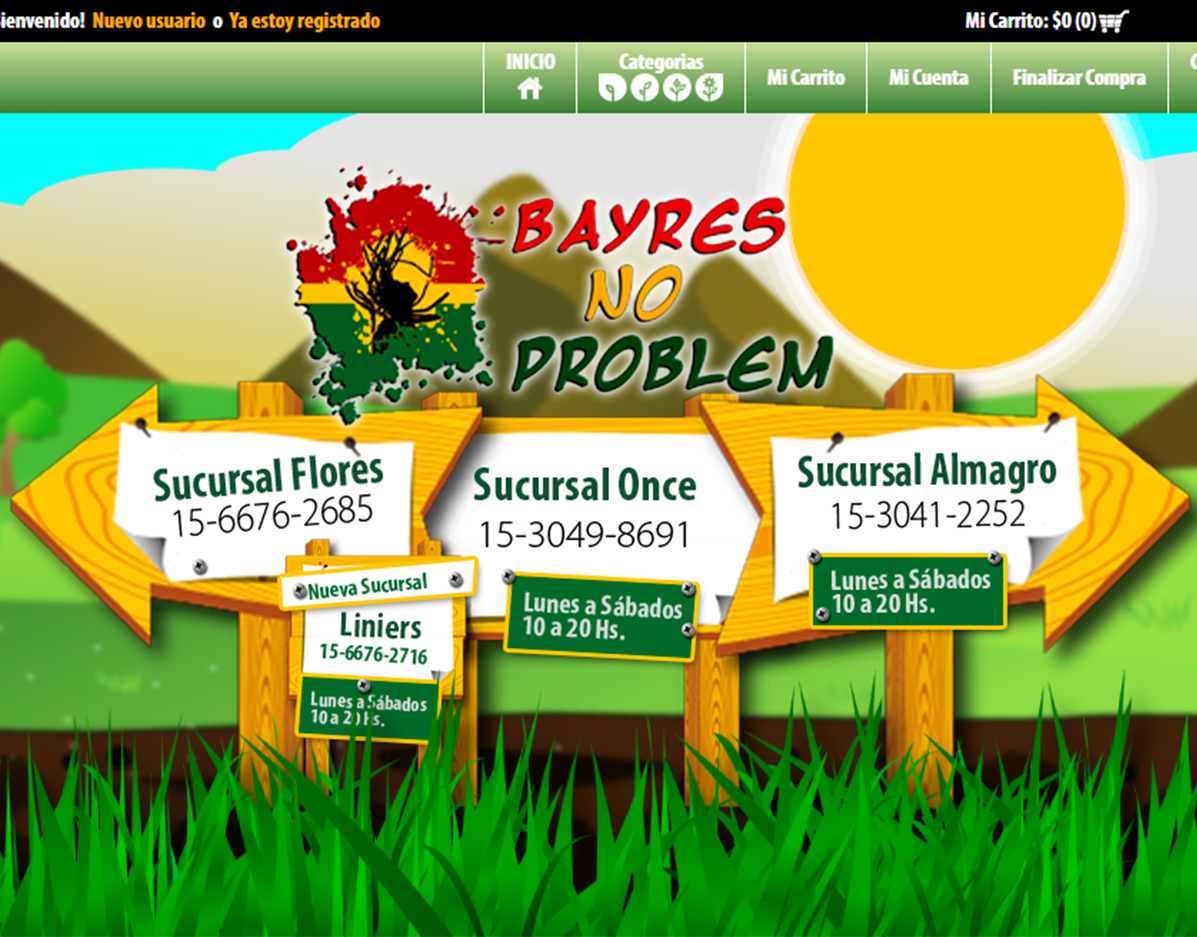 ienvenido! Nuevo usuario o Ya estoy registrado
Mi Carrito: $0 (0)
INICIO
Categorias
Mi Carrito
Mi Cuenta
Finalizar Compra
BAYRES
NO
PROBLEM
Sucursal Flores
15-6676-2685
Sucursal Once
15-3049-8691
Lunes a Sábados
10 a 20 Hs.
Sucursal Almagro
15-3041-2252
Lunes a Sábados
10 a 20 Hs.
Nueva Sucursal
Liniers
15-6676-2716
Lunes a Sábados
10 a 20 Hs.